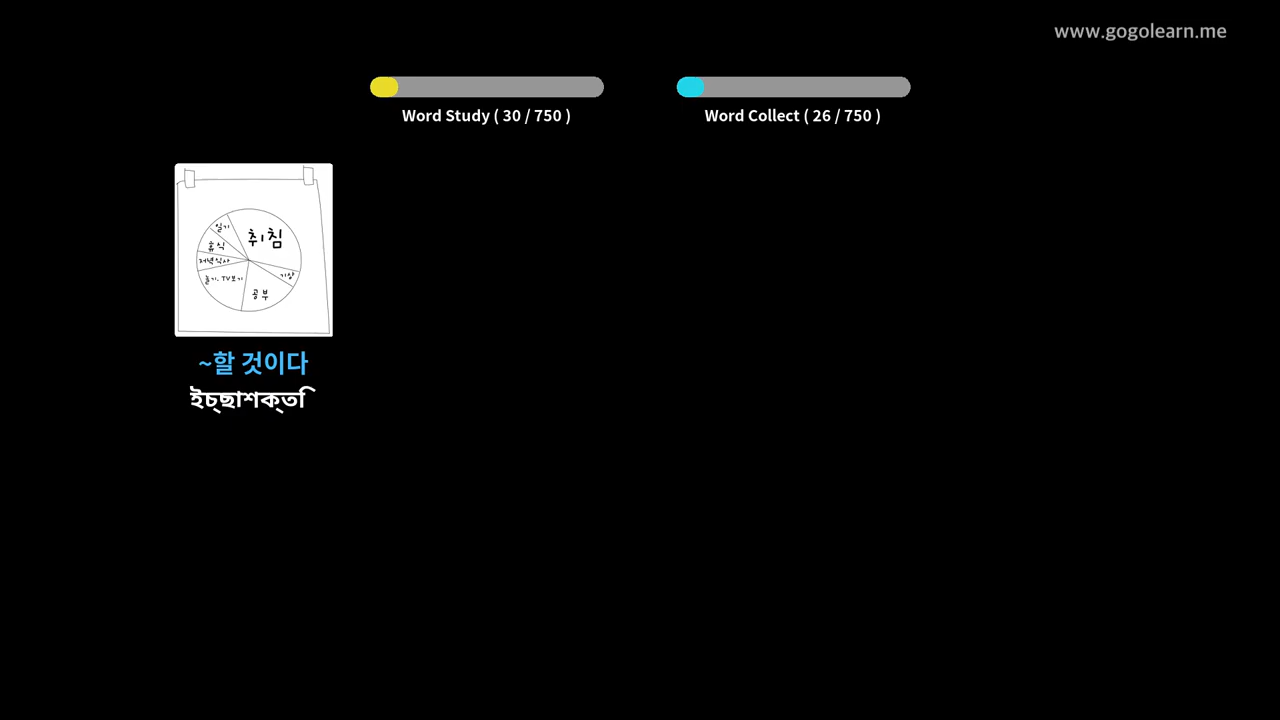 www.gogolearn.me
Word Study ( 30 / 750 )
Word Collect ( 26 / 750 )
일기
취침
휴식
저녁식사
기상
놀기, TV보기
공부
~할 것이다
ইচ্ছাশক্তি